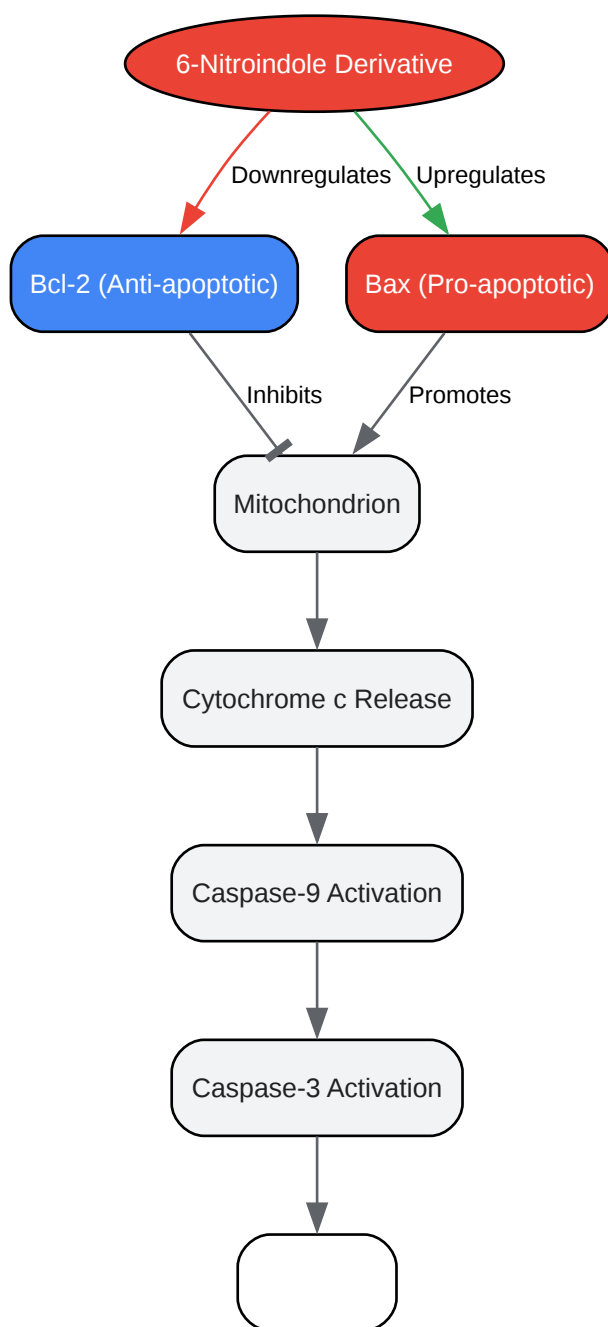 6-Nitroindole Derivative
Downregulates
Upregulates
Bcl-2 (Anti-apoptotic)
Bax (Pro-apoptotic)
Inhibits
Promotes
Mitochondrion
Cytochrome c Release
Caspase-9 Activation
Caspase-3 Activation